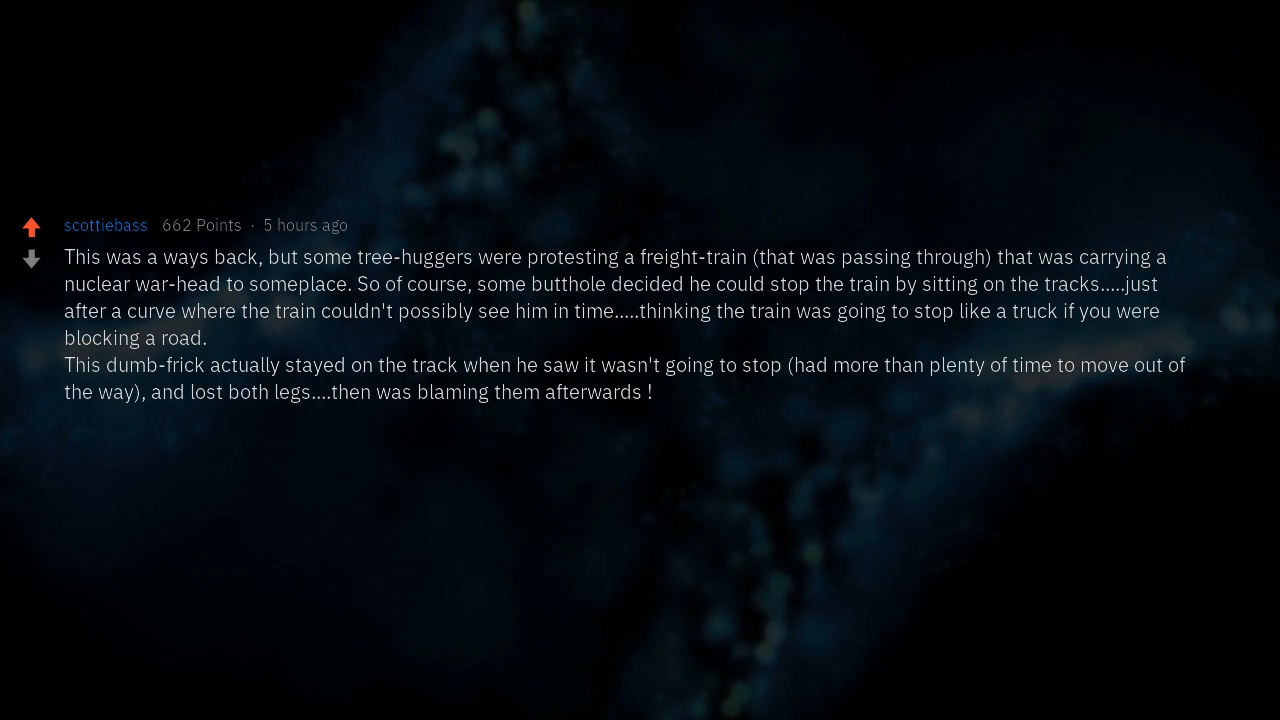 scottiebass 662 Points · 5 hours ago
This was a ways back, but some tree-huggers were protesting a freight-train (that was passing through) that was carrying a
nuclear war-head to someplace. So of course, some butthole decided he could stop the train by sitting on the tracks.....just
after a curve where the train couldn't possibly see him in time.....thinking the train was going to stop like a truck if you were
blocking a road.
This dumb-frick actually stayed on the track when he saw it wasn't going to stop (had more than plenty of time to move out of
the way), and lost both legs....then was blaming them afterwards !